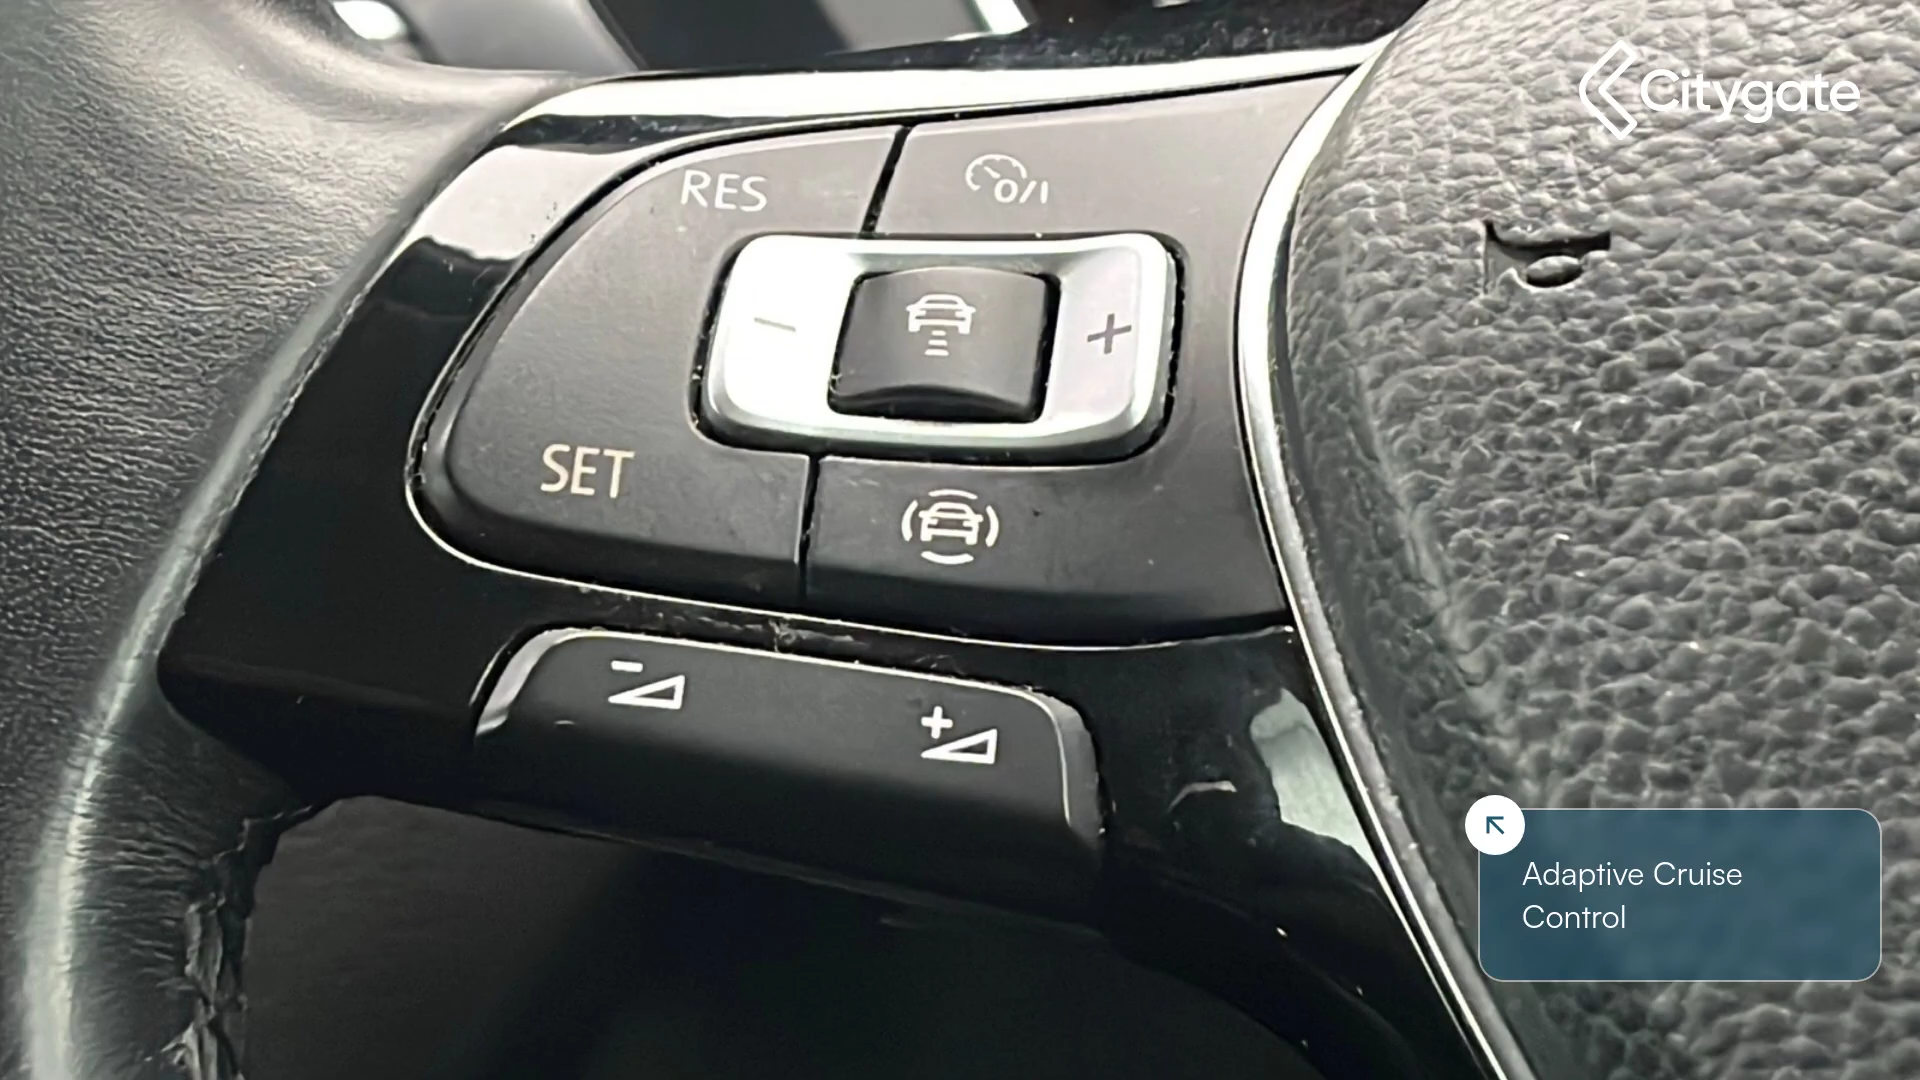 Citygate
RES
0/I
SET
Adaptive Cruise
Control